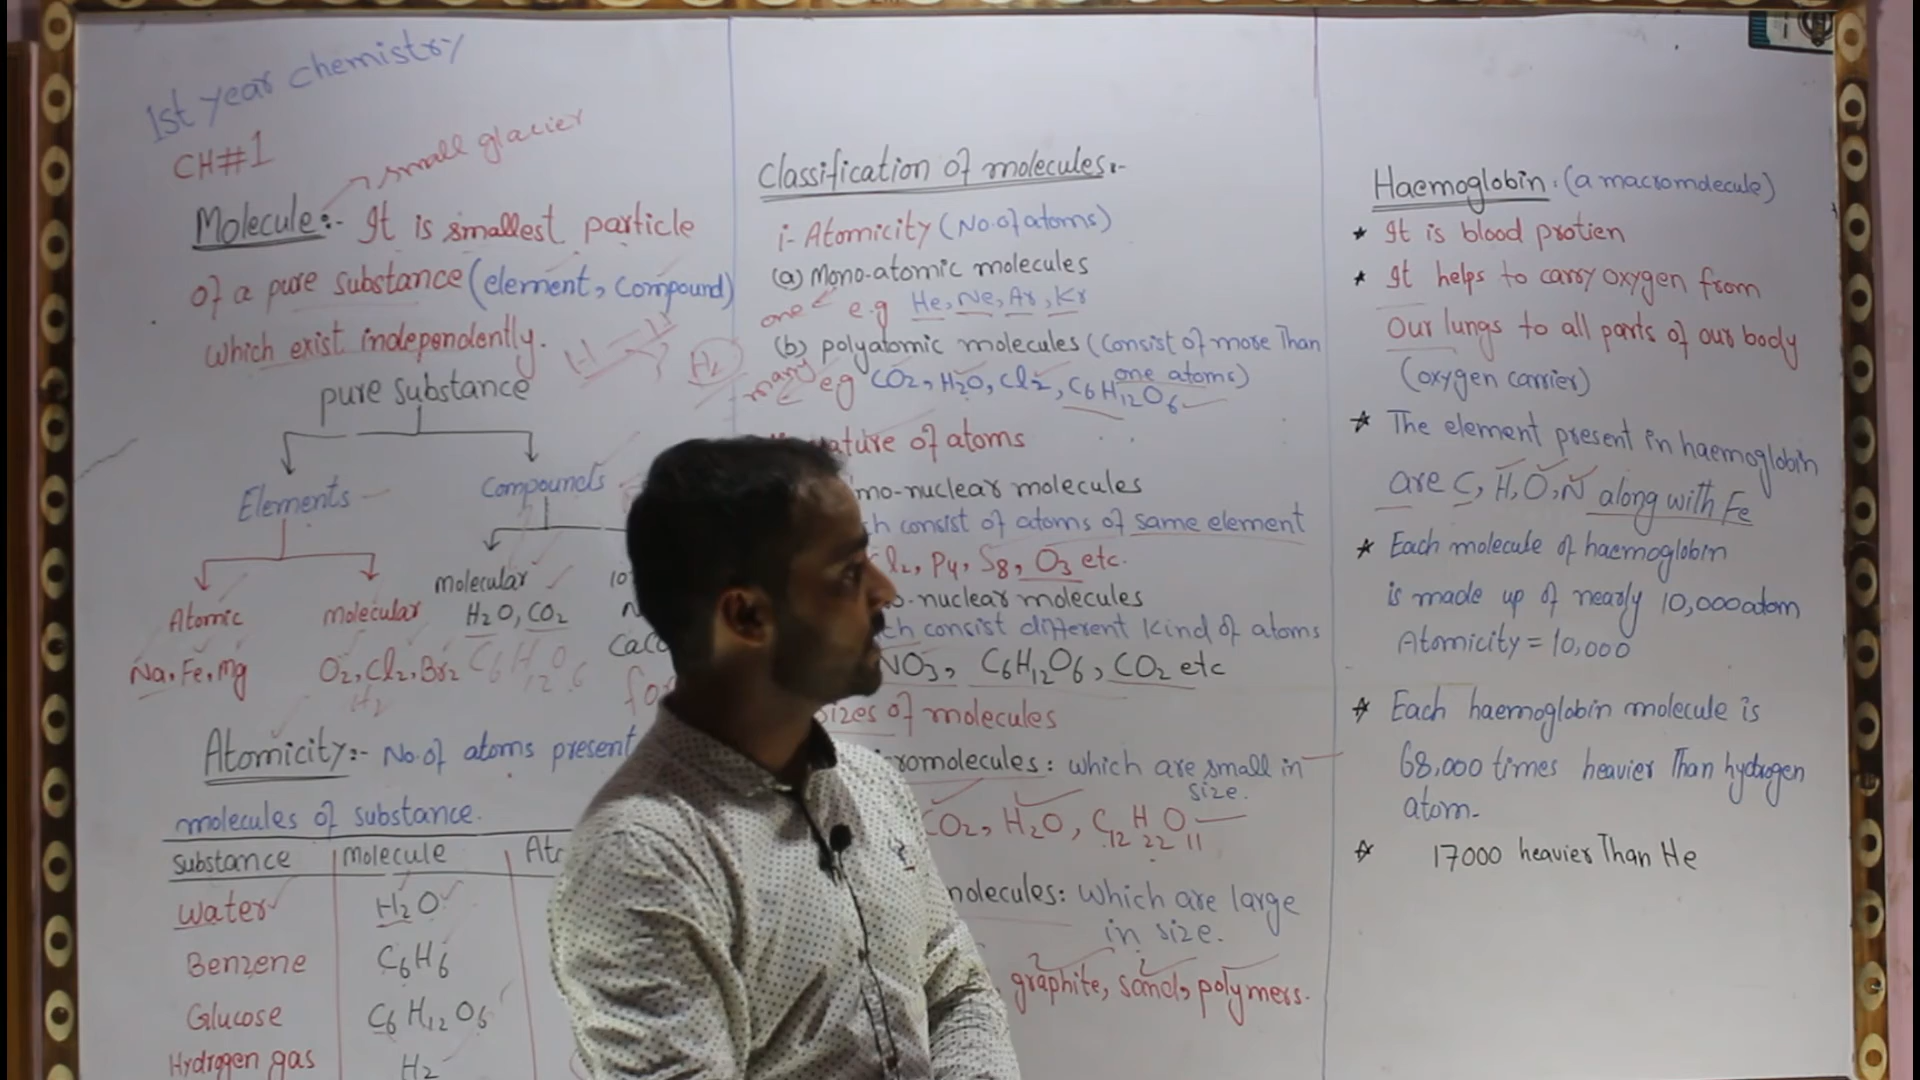 1st year chemistry
CH#1
small glacier
Molecule:- It is smallest particle
of a pure substance (element, compound)
which exist independently.
H - H
H2
pure substance
Elements
Compounds
Atomic
molecular
molecular
H2O, CO2
Na, Fe, Mg
O2, Cl2, Br2
H2
C6H12O6
Atomicity:- No. of atoms present
molecules of substance.
Substance
Molecule
Water
H2O
Benzene
C6H6
Glucose
C6H12O6
Hydrogen gas
H2
Classification of molecules:-
i- Atomicity (No. of atoms)
(a) Mono-atomic molecules
one
e.g He, Ne, Ar, Kr
(b) polyatomic molecules (Consist of more Than
one atoms)
many
eg CO2, H2O, Cl2, C6H12O6
ature of atoms
mo-nuclear molecules
ch consist of atoms of same element
l2, P4, S8, O3 etc.
o-nuclear molecules
ch consist different Kind of atoms
NO3, C6H12O6, CO2 etc
sizes of molecules
romolecules: which are small in
size.
CO2, H2O, C12H22O11
molecules: which are large
in size.
graphite, sand, polymers.
Haemoglobin: (a macromolecule)
* It is blood protien
* It helps to carry oxygen from
Our lungs to all parts of our body
(oxygen carrier)
* The element present in haemoglobin
are C, H, O, N along with Fe
* Each molecule of haemoglobin
is made up of nearly 10,000 atom
Atomicity = 10,000
* Each haemoglobin molecule is
68,000 times heavier Than hydrogen
atom.
* 17000 heavier Than He